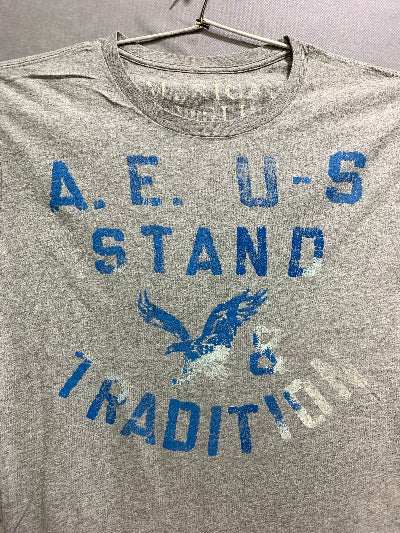 A. E. U-S
STAND
&
TRADITION